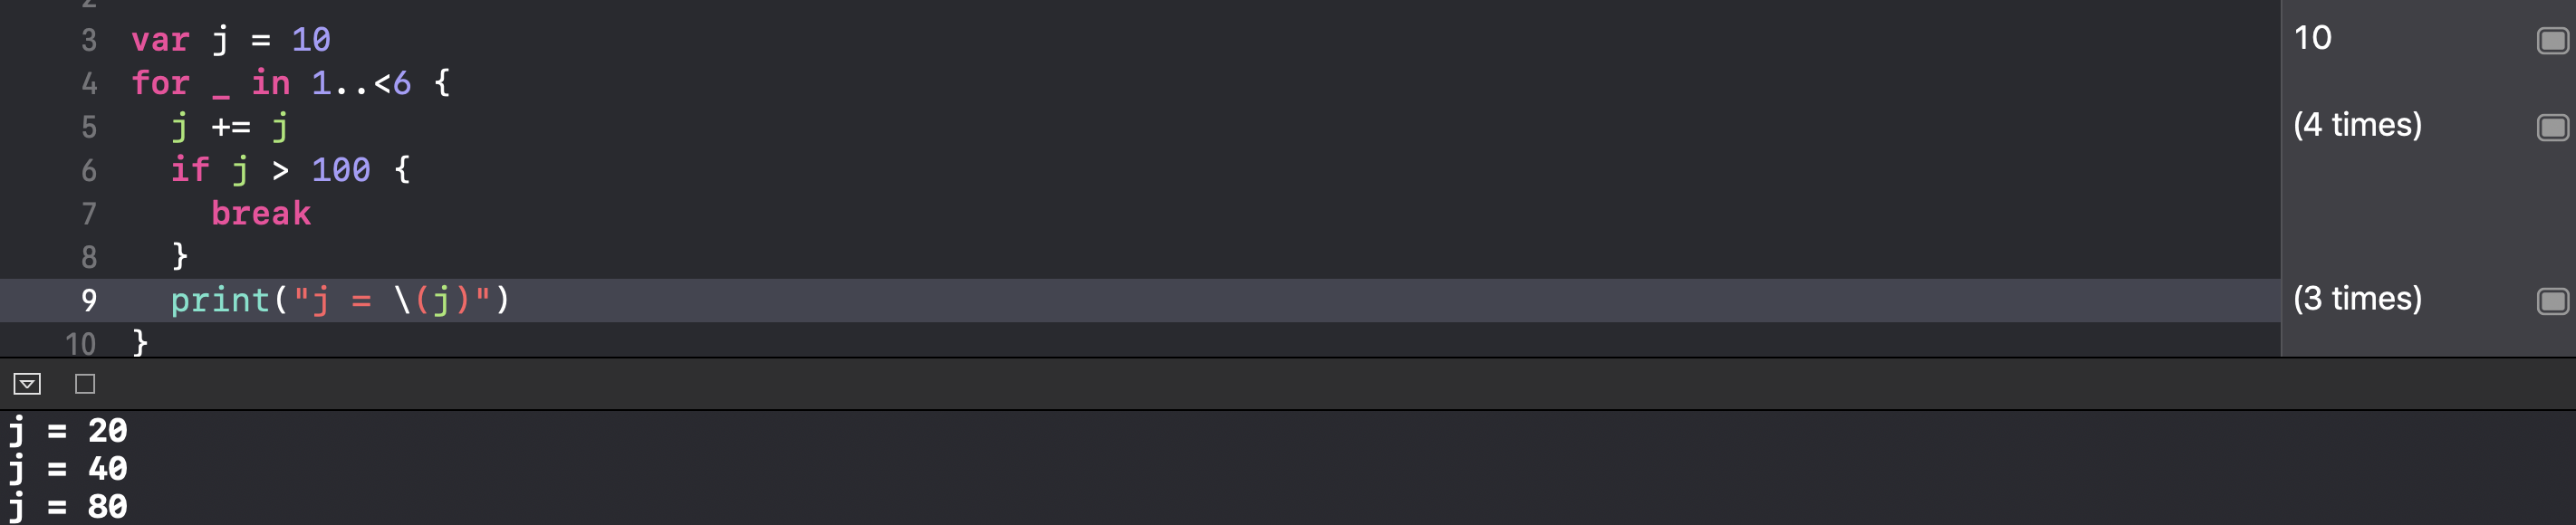 2
3 var j = 10 10
4 for _ in 1..<6 {
5 j += j (4 times)
6 if j > 100 {
7 break
8 }
9 print("j = \(j)") (3 times)
10 }
j = 20
j = 40
j = 80